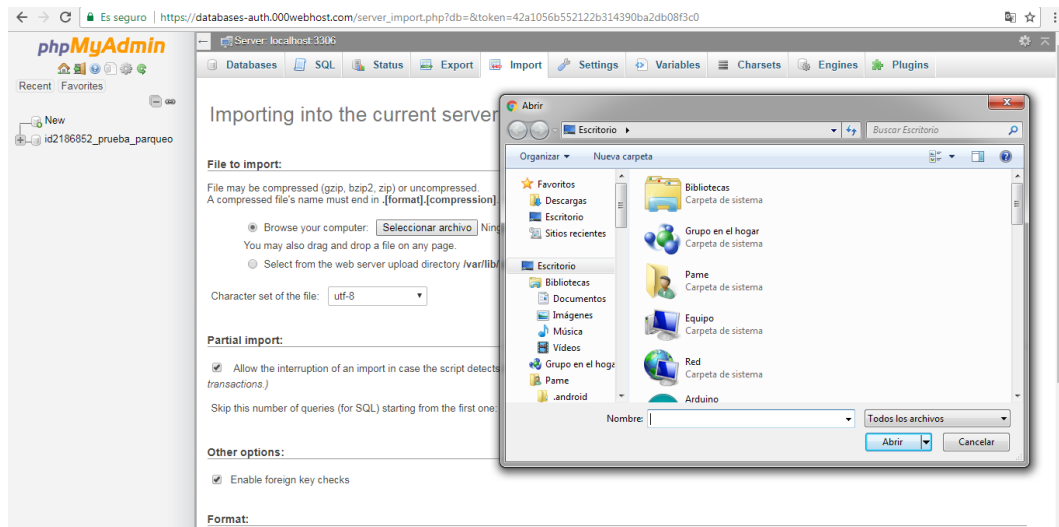 Es seguro | https://databases-auth.000webhost.com/server_import.php?db=&token=42a1056b552122b314390ba2db08f3c0
phpMyAdmin
Recent Favorites
New
id2186852_prueba_parqueo
Server: localhost:3306
Databases SQL Status Export Import Settings Variables Charsets Engines Plugins
Importing into the current server
File to import:
File may be compressed (gzip, bzip2, zip) or uncompressed.
A compressed file's name must end in .[format].[compression].
Browse your computer: Seleccionar archivo Ning
You may also drag and drop a file on any page.
Select from the web server upload directory /var/lib/
Character set of the file: utf-8
Partial import:
Allow the interruption of an import in case the script detects
transactions.)
Skip this number of queries (for SQL) starting from the first one:
Other options:
Enable foreign key checks
Format:
Abrir
Escritorio
Buscar Escritorio
Organizar Nueva carpeta
Favoritos
Descargas
Escritorio
Sitios recientes
Escritorio
Bibliotecas
Documentos
Imágenes
Música
Vídeos
Grupo en el hoga
Pame
.android
Bibliotecas
Carpeta de sistema
Grupo en el hogar
Carpeta de sistema
Pame
Carpeta de sistema
Equipo
Carpeta de sistema
Red
Carpeta de sistema
Arduino
Nombre: Todos los archivos
Abrir Cancelar